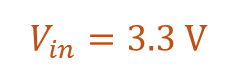 V_in = 3.3 V